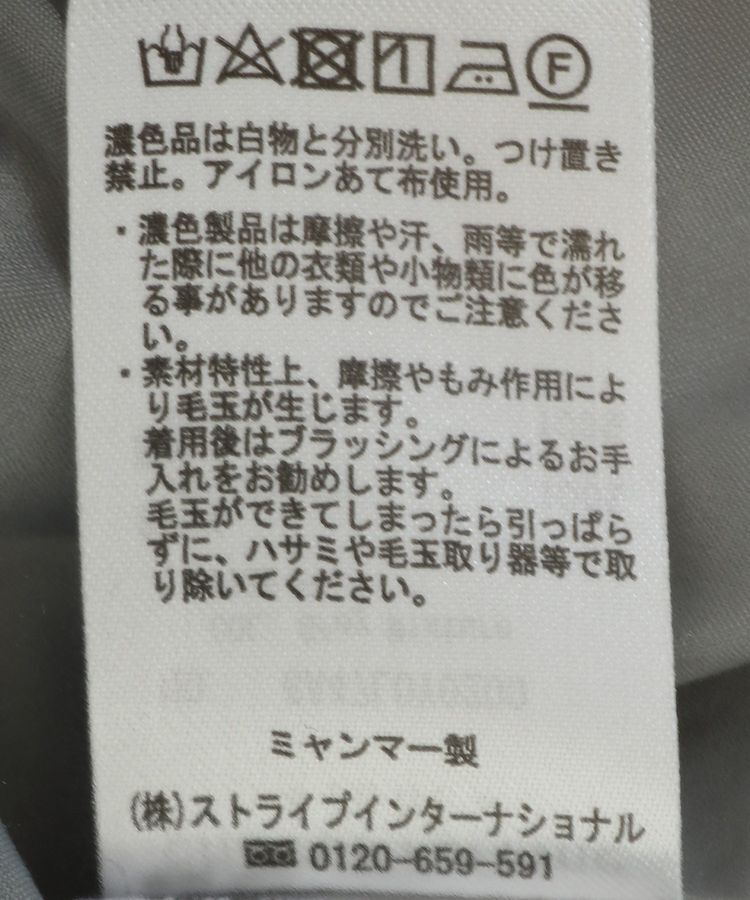 F
濃色品は白物と分別洗い。つけ置き
禁止。アイロンあて布使用。
・濃色製品は摩擦や汗、雨等で濡れ
た際に他の衣類や小物類に色が移
る事がありますのでご注意くださ
い。
・素材特性上、摩擦やもみ作用によ
り毛玉が生じます。
着用後はブラッシングによるお手
入れをお勧めします。
毛玉ができてしまったら引っぱら
ずに、ハサミや毛玉取り器等で取
り除いてください。
ミャンマー製
(株)ストライプインターナショナル
0120-659-591